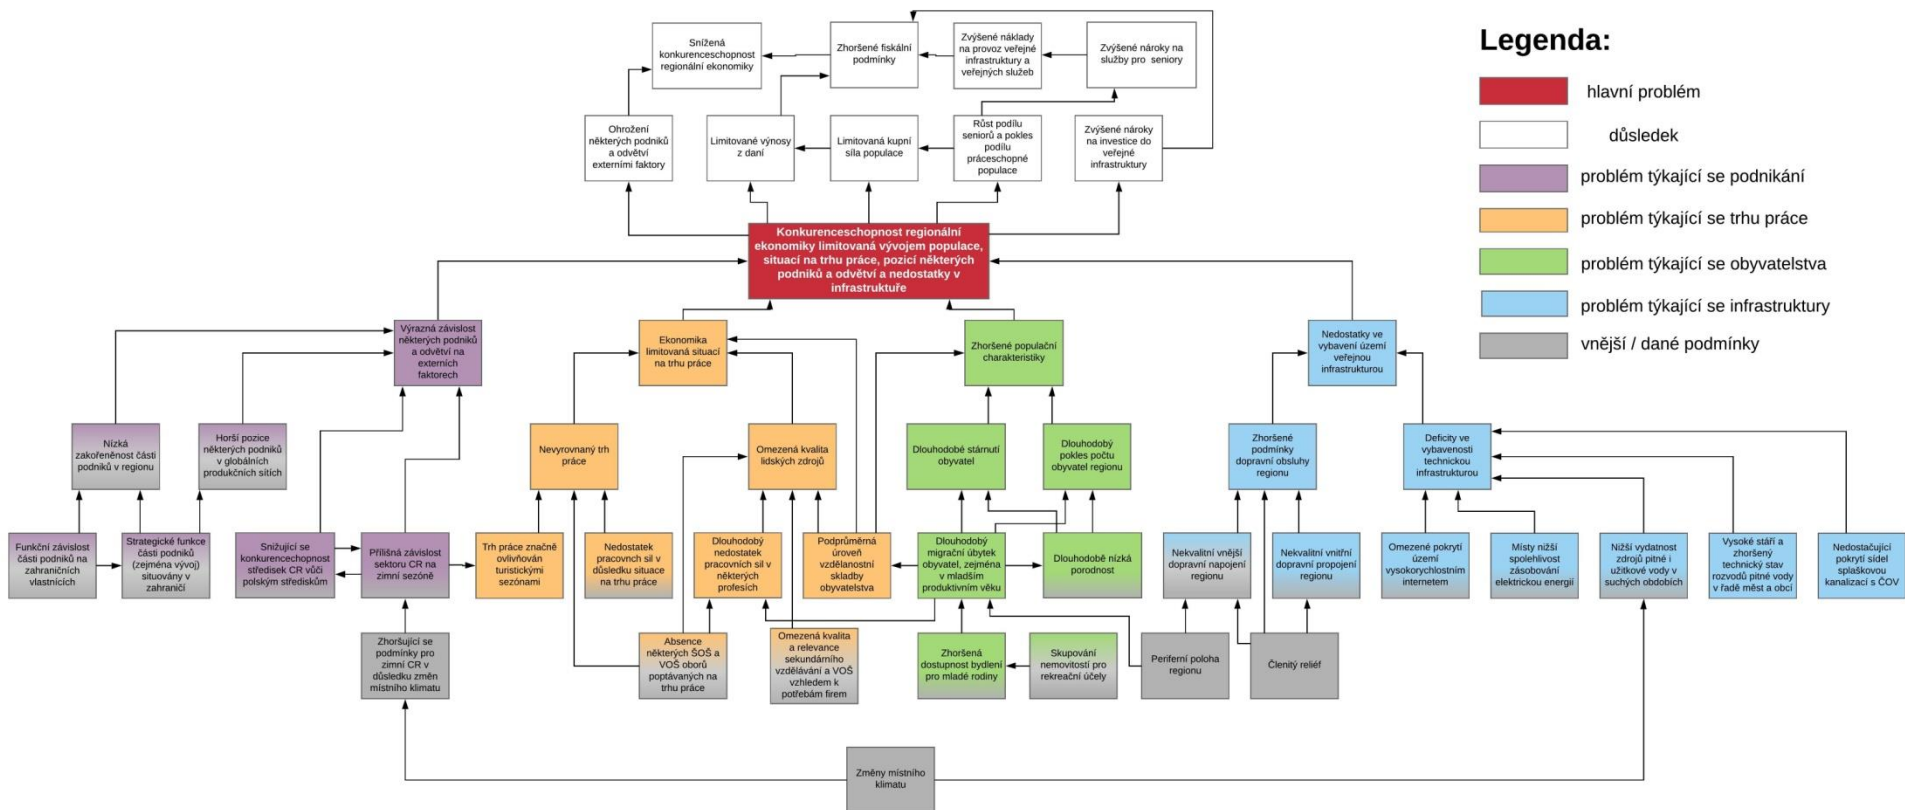 Snížená
konkurenceschopnost
regionální ekonomiky
Zhoršené fiskální
podmínky
Zvýšené náklady
na provoz veřejné
infrastruktury a
veřejných služeb
Zvýšené nároky na
služby pro seniory
Ohrožení
některých podniků
a odvětví
externími faktory
Limitované výnosy
z daní
Limitovaná kupní
síla populace
Růst podílu
seniorů a pokles
podílu
práceschopné
populace
Zvýšené nároky
na investice do
veřejné
infrastruktury
Legenda:
hlavní problém
důsledek
problém týkající se podnikání
problém týkající se trhu práce
problém týkající se obyvatelstva
problém týkající se infrastruktury
vnější / dané podmínky
Konkurenceschopnost regionální
ekonomiky limitovaná vývojem populace,
situací na trhu práce, pozicí některých
podniků a odvětví a nedostatky v
infrastruktuře
Výrazná závislost
některých podniků
a odvětví na
externích
faktorech
Ekonomika
limitovaná situací
na trhu práce
Zhoršené populační
charakteristiky
Nedostatky ve
vybavení území
veřejnou
infrastrukturou
Nízká
zakořeněnost části
podniků v regionu
Horší pozice
některých podniků
v globálních
produkčních sítích
Nevyrovnaný trh
práce
Omezená kvalita
lidských zdrojů
Dlouhodobé stárnutí
obyvatel
Dlouhodobý
pokles počtu
obyvatel regionu
Zhoršené
podmínky
dopravní obsluhy
regionu
Deficity ve
vybavenosti
technickou
infrastrukturou
Funkční závislost
části podniků na
zahraničních
vlastnících
Strategické funkce
části podniků
(zejména vývoj)
situovány v
zahraničí
Snižující se
konkurencechopnost
středisek CR vůči
polským střediskům
Přílišná závislost
sektoru CR na
zimní sezóně
Trh práce značně
ovlivňován
turistickými
sezónami
Nedostatek
pracovnch sil v
důsledku situace
na trhu práce
Dlouhodobý
nedostatek
pracovních sil v
některých
profesích
Podprůměrná
úroveň
vzdělanostní
skladby
obyvatelstva
Dlouhodobý
migrační úbytek
obyvatel, zejména
v mladším
produktivním věku
Dlouhodobě nízká
porodnost
Nekvalitní vnější
dopravní napojení
regionu
Nekvalitní vnitřní
dopravní propojení
regionu
Omezené pokrytí
území
vysokorychlostním
internetem
Místy nižší
spolehlivost
zásobování
elektrickou energií
Nižší vydatnost
zdrojů pitné i
užitkové vody v
suchých obdobích
Vysoké stáří a
zhoršený
technický stav
rozvodů pitné vody
v řadě měst a obcí
Nedostačující
pokrytí sídel
splaškovou
kanalizací s ČOV
Zhoršující se
podmínky pro
zimní CR v
důsledku změn
místního klimatu
Absence
některých SOŠ a
VOŠ oborů
poptávaných na
trhu práce
Omezená kvalita
a relevance
sekundárního
vzdělávání a VOŠ
vzhledem k
potřebám firem
Zhoršená
dostupnost bydlení
pro mladé rodiny
Skupování
nemovitostí pro
rekreační účely
Periferní poloha
regionu
Členitý reliéf
Změny místního
klimatu